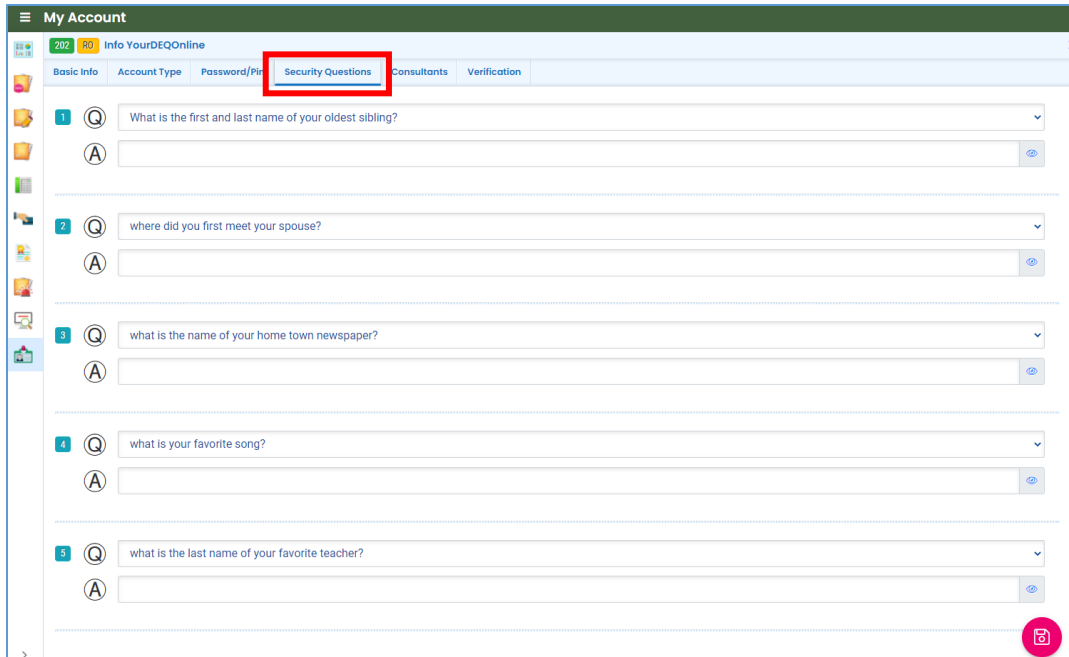 My Account
202 RO Info YourDEQOnline
Basic Info Account Type Password/Pin Security Questions Consultants Verification
1 Q What is the first and last name of your oldest sibling?
A
2 Q where did you first meet your spouse?
A
3 Q what is the name of your home town newspaper?
A
4 Q what is your favorite song?
A
5 Q what is the last name of your favorite teacher?
A